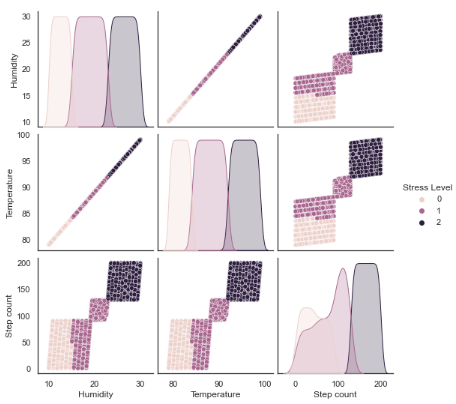 30
25
20
15
10
Humidity
100
95
90
85
80
Temperature
200
150
100
50
0
Step count
10 20 30
Humidity
80 90 100
Temperature
0 100 200
Step count
Stress Level
0
1
2